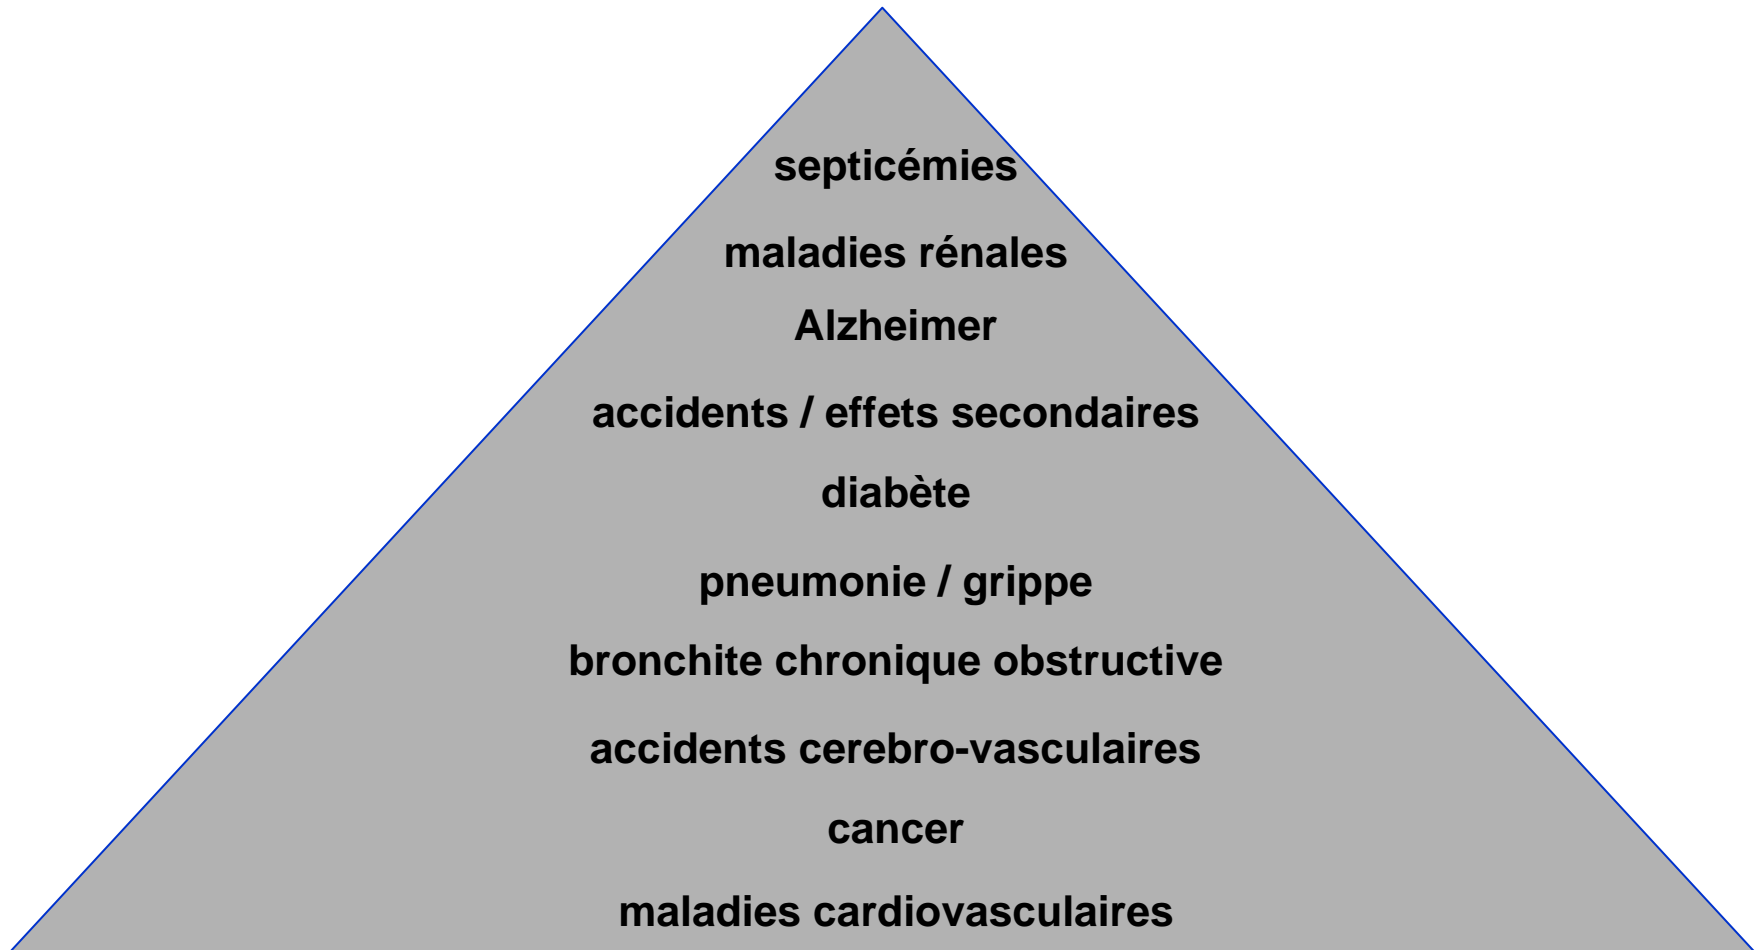 septicémies
maladies rénales
Alzheimer
accidents / effets secondaires
diabète
pneumonie / grippe
bronchite chronique obstructive
accidents cerebro-vasculaires
cancer
maladies cardiovasculaires